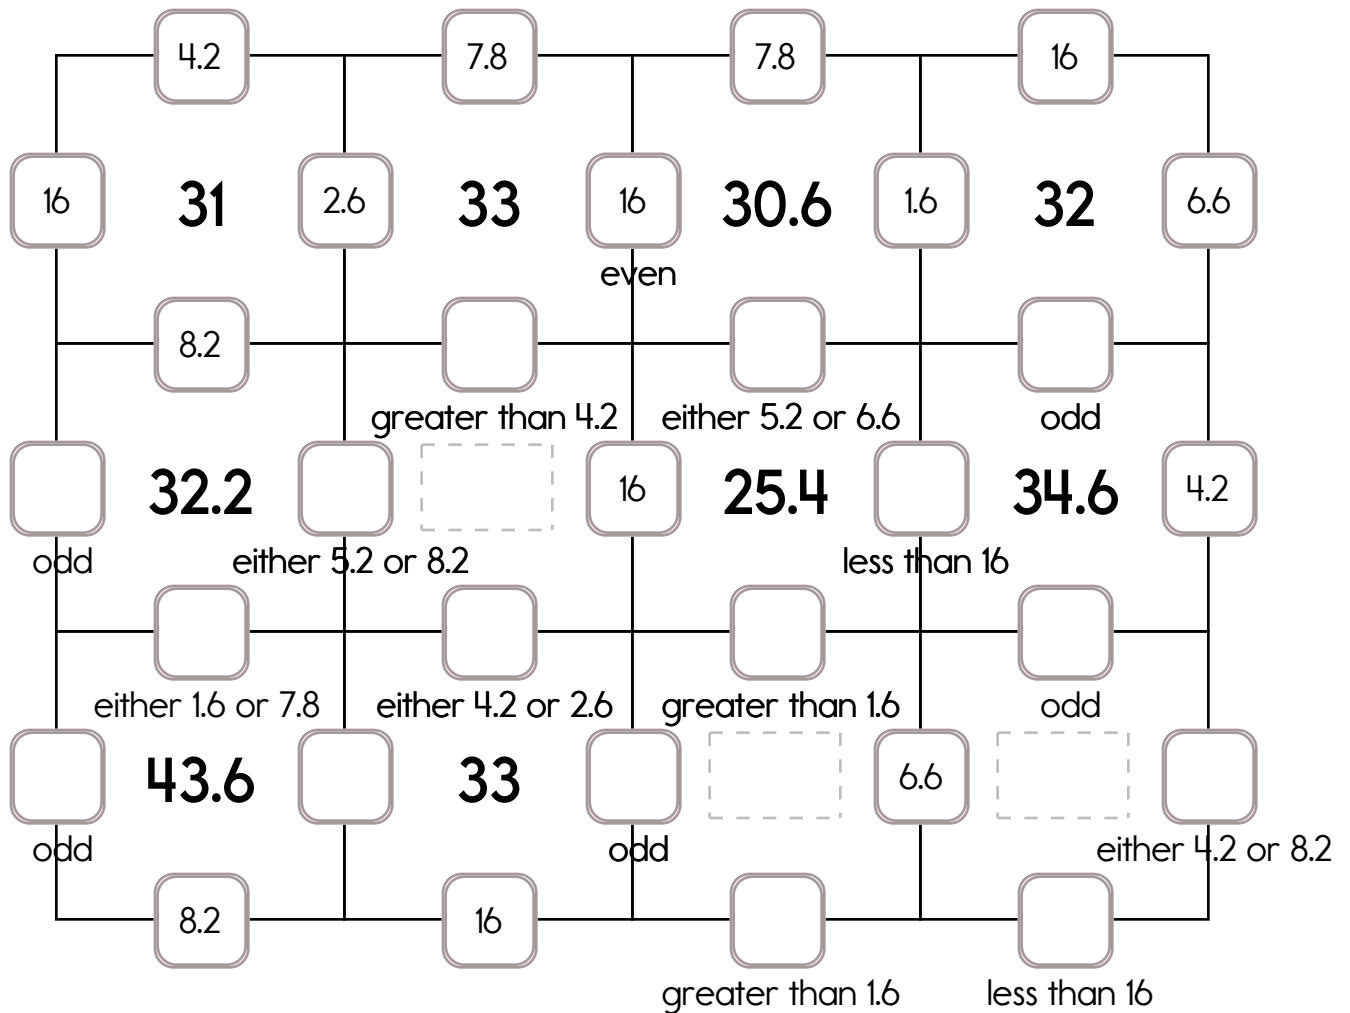 4.2 7.8 7.8 16
16 31 2.6 33 16 30.6 1.6 32 6.6
even
8.2
greater than 4.2 either 5.2 or 6.6 odd
32.2 16 25.4 34.6 4.2
odd either 5.2 or 8.2 less than 16
either 1.6 or 7.8 either 4.2 or 2.6 greater than 1.6 odd
43.6 33 6.6
odd odd either 4.2 or 8.2
8.2 16
greater than 1.6 less than 16